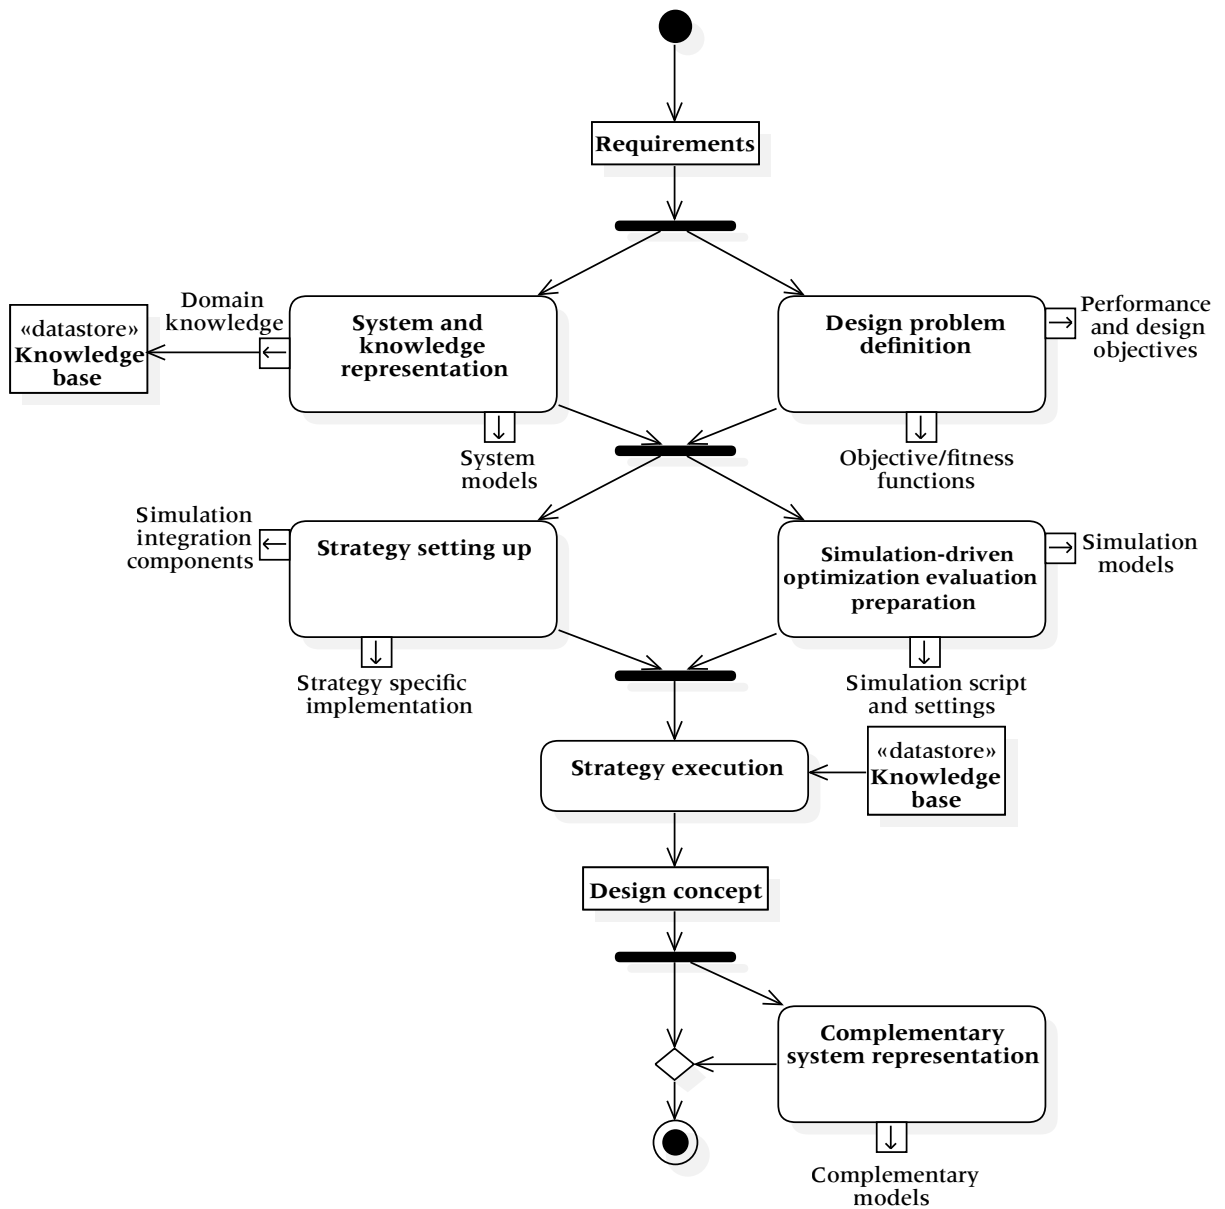 Requirements
Domain
knowledge
«datastore»
Knowledge
base
System and
knowledge
representation
Design problem
definition
Performance
and design
objectives
System
models
Objective/fitness
functions
Simulation
integration
components
Strategy setting up
Simulation-driven
optimization evaluation
preparation
Simulation
models
Strategy specific
implementation
Simulation script
and settings
Strategy execution
«datastore»
Knowledge
base
Design concept
Complementary
system representation
Complementary
models